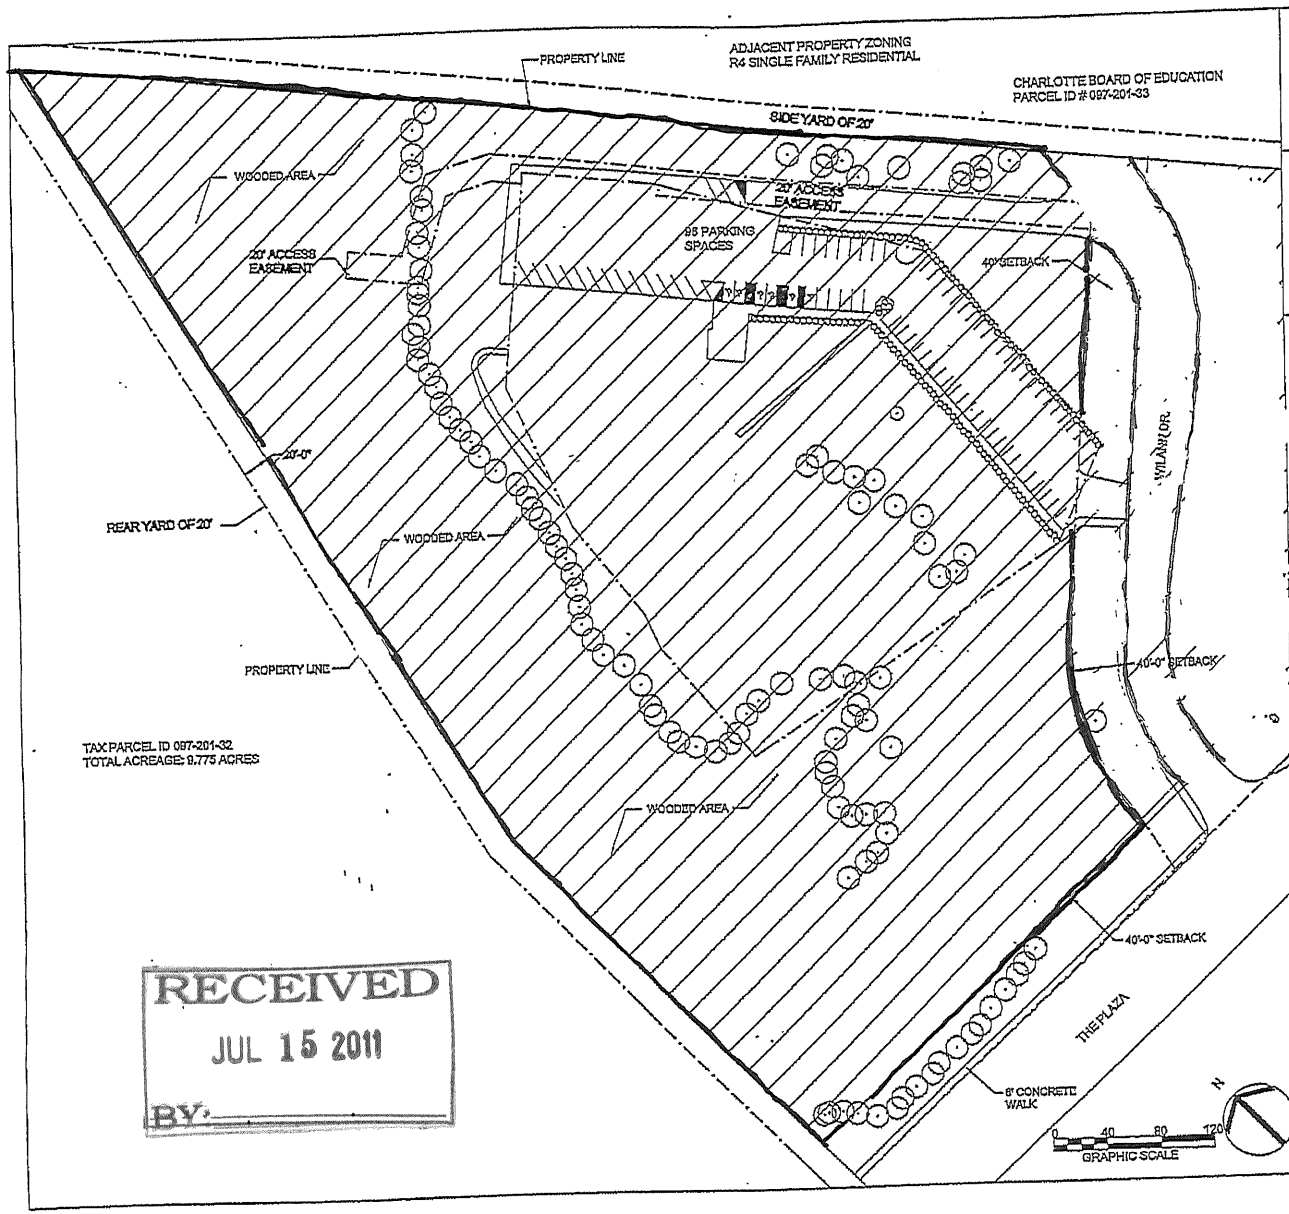 PROPERTY LINE
ADJACENT PROPERTY ZONING
R4 SINGLE FAMILY RESIDENTIAL
CHARLOTTE BOARD OF EDUCATION
PARCEL ID # 097-201-33
SIDE YARD OF 20'
WOODED AREA
20' ACCESS
EASEMENT
95 PARKING
SPACES
20' ACCESS
EASEMENT
40' SETBACK
WILANN DR.
20'-0"
REAR YARD OF 20'
WOODED AREA
PROPERTY LINE
40'-0" SETBACK
TAX PARCEL ID 097-201-32
TOTAL ACREAGE: 9.775 ACRES
WOODED AREA
40'-0" SETBACK
RECEIVED
JUL 15 2011
BY:
THE PLAZA
6' CONCRETE
WALK
N
0 40 80 120
GRAPHIC SCALE